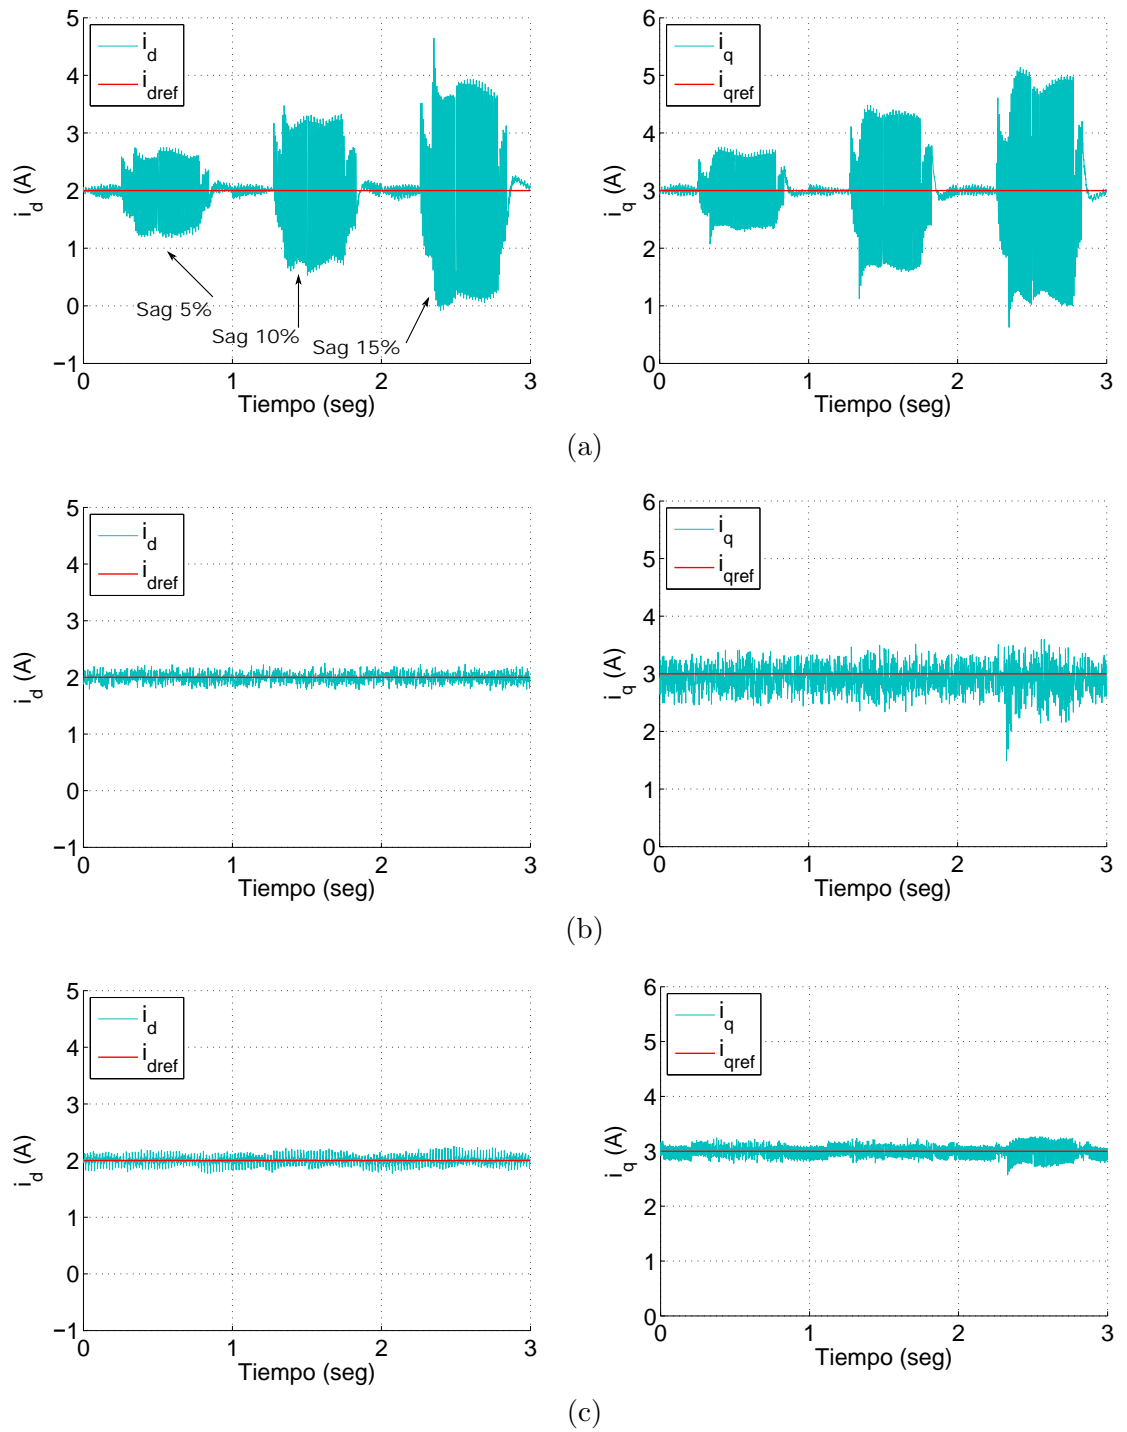 5
4
3
2
1
0
−1
i_d (A)
i_d
i_dref
Sag 5%
Sag 10%
Sag 15%
0 1 2 3
Tiempo (seg)
6
5
4
3
2
1
0
i_q (A)
i_q
i_qref
0 1 2 3
Tiempo (seg)
(a)
5
4
3
2
1
0
−1
i_d (A)
i_d
i_dref
0 1 2 3
Tiempo (seg)
6
5
4
3
2
1
0
i_q (A)
i_q
i_qref
0 1 2 3
Tiempo (seg)
(b)
5
4
3
2
1
0
−1
i_d (A)
i_d
i_dref
0 1 2 3
Tiempo (seg)
6
5
4
3
2
1
0
i_q (A)
i_q
i_qref
0 1 2 3
Tiempo (seg)
(c)